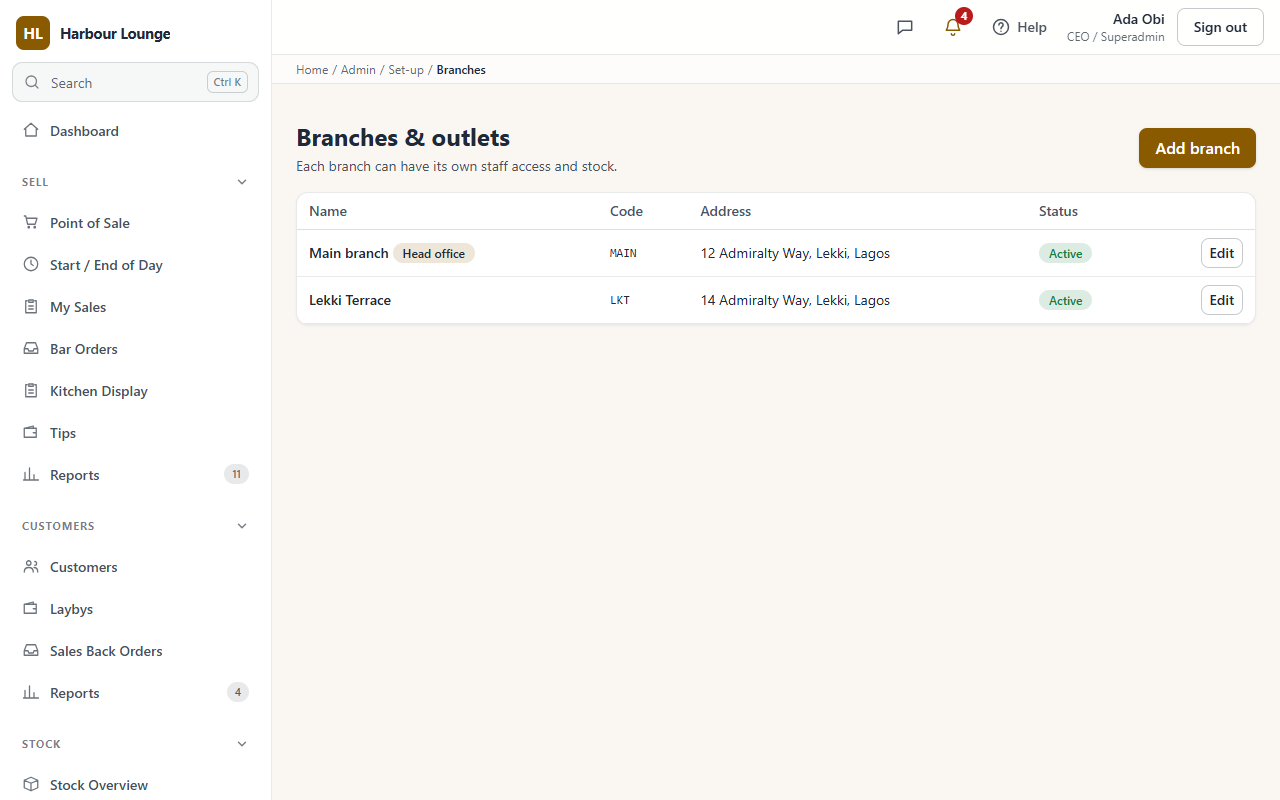 HL Harbour Lounge
Search Ctrl K
Dashboard
SELL
Point of Sale
Start / End of Day
My Sales
Bar Orders
Kitchen Display
Tips
Reports 11
CUSTOMERS
Customers
Laybys
Sales Back Orders
Reports 4
STOCK
Stock Overview
4
Help
Ada Obi
CEO / Superadmin
Sign out
Home / Admin / Set-up / Branches
Branches & outlets
Each branch can have its own staff access and stock.
Add branch
Name Code Address Status
Main branch Head office MAIN 12 Admiralty Way, Lekki, Lagos Active Edit
Lekki Terrace LKT 14 Admiralty Way, Lekki, Lagos Active Edit